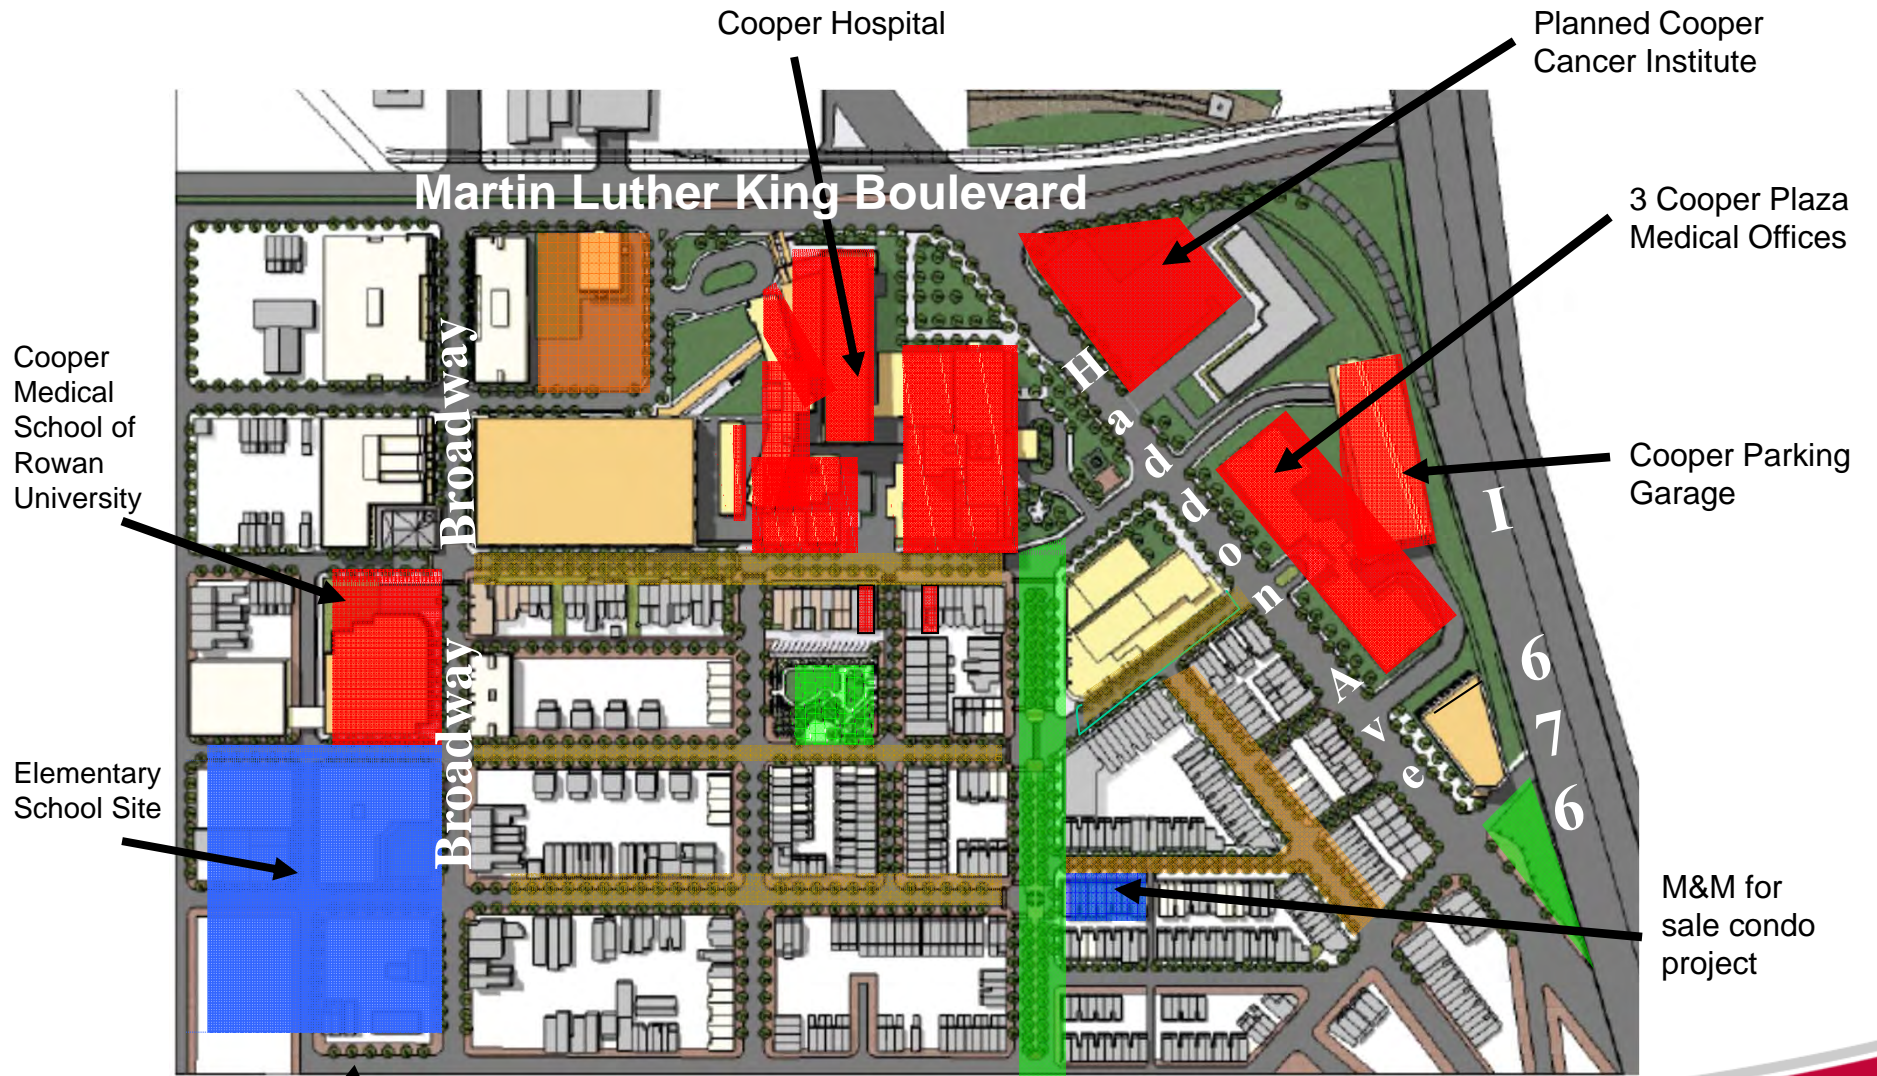 Cooper Hospital
Planned Cooper
Cancer Institute
Martin Luther King Boulevard
3 Cooper Plaza
Medical Offices
Cooper
Medical
School of
Rowan
University
Broadway
Haddon Ave
Cooper Parking
Garage
I 676
Broadway
Elementary
School Site
M&M for
sale condo
project